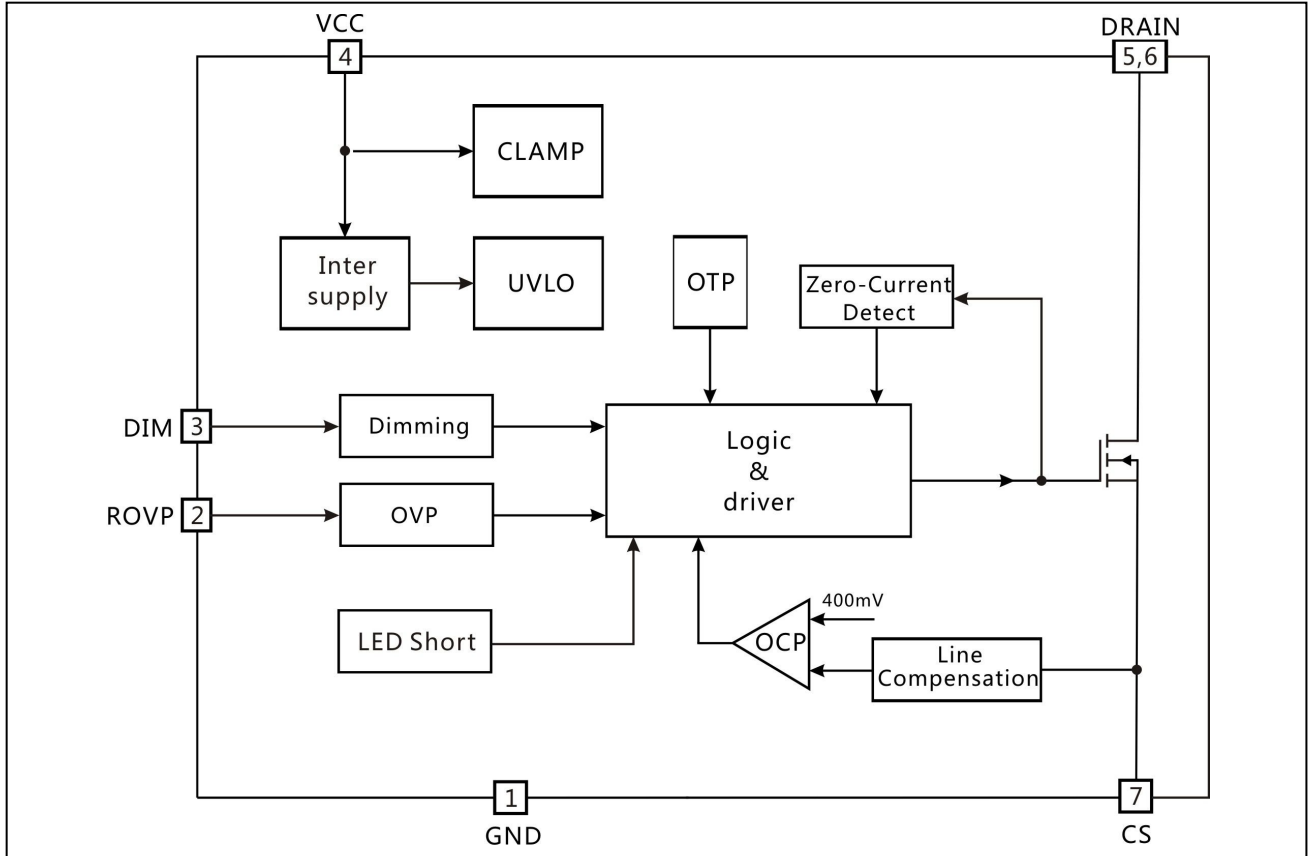 VCC
DRAIN
4
5,6
CLAMP
Inter
supply
UVLO
OTP
Zero-Current
Detect
DIM
3
Dimming
Logic
&
driver
ROVP
2
OVP
400mV
LED Short
OCP
Line
Compensation
1
7
GND
CS